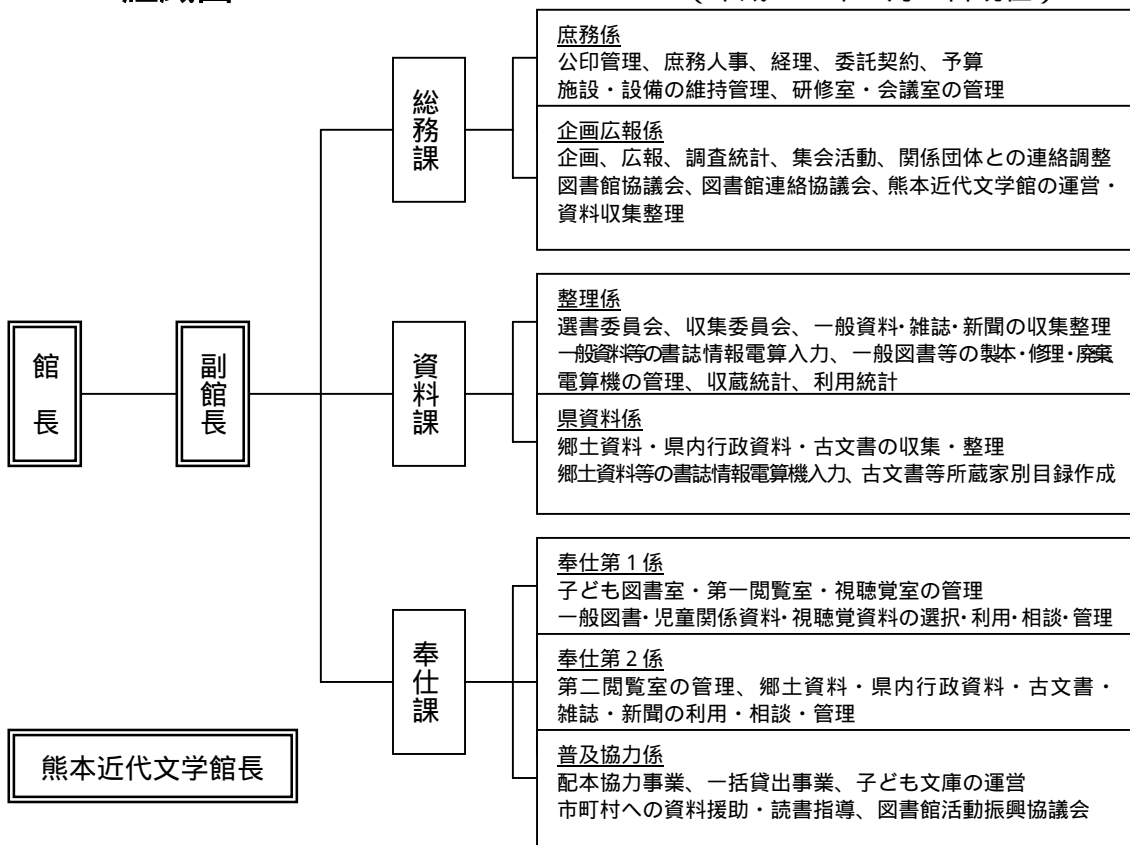 館長
副館長
総務課
庶務係
公印管理、庶務人事、経理、委託契約、予算
施設・設備の維持管理、研修室・会議室の管理
企画広報係
企画、広報、調査統計、集会活動、関係団体との連絡調整
図書館協議会、図書館連絡協議会、熊本近代文学館の運営・
資料収集整理
資料課
整理係
選書委員会、収集委員会、一般資料・雑誌・新聞の収集整理
一般資料等の書誌情報電算入力、一般図書等の製本・修理・廃棄、
電算機の管理、収蔵統計、利用統計
県資料係
郷土資料・県内行政資料・古文書の収集・整理
郷土資料等の書誌情報電算機入力、古文書等所蔵家別目録作成
奉仕課
奉仕第1係
子ども図書室・第一閲覧室・視聴覚室の管理
一般図書・児童関係資料・視聴覚資料の選択・利用・相談・管理
奉仕第2係
第二閲覧室の管理、郷土資料・県内行政資料・古文書・
雑誌・新聞の利用・相談・管理
普及協力係
配本協力事業、一括貸出事業、子ども文庫の運営
市町村への資料援助・読書指導、図書館活動振興協議会
熊本近代文学館長